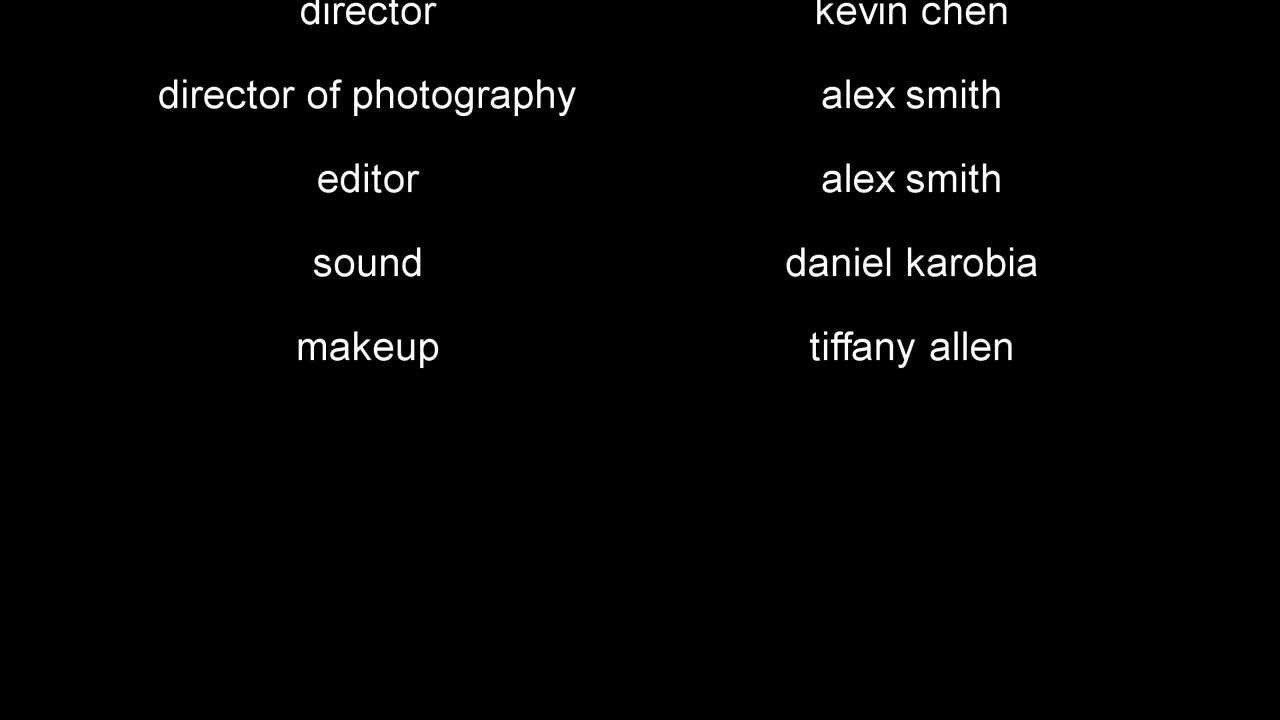 director kevin chen
director of photography alex smith
editor alex smith
sound daniel karobia
makeup tiffany allen